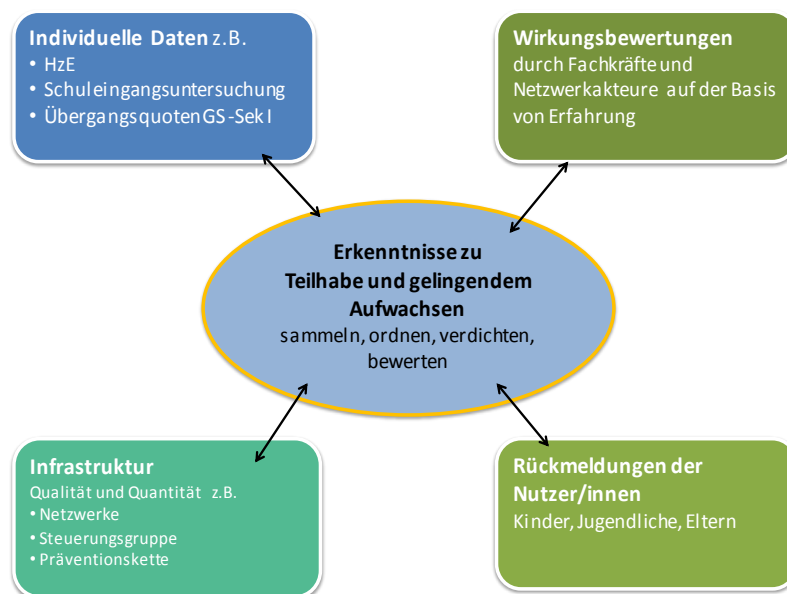 Individuelle Daten z.B.
• HzE
• Schuleingangsuntersuchung
• Übergangsquoten GS-Sek I
Wirkungsbewertungen
durch Fachkräfte und
Netzwerkakteure auf der Basis
von Erfahrung
Erkenntnisse zu
Teilhabe und gelingendem
Aufwachsen
sammeln, ordnen, verdichten,
bewerten
Infrastruktur
Qualität und Quantität z.B.
• Netzwerke
• Steuerungsgruppe
• Präventionskette
Rückmeldungen der
Nutzer/innen
Kinder, Jugendliche, Eltern